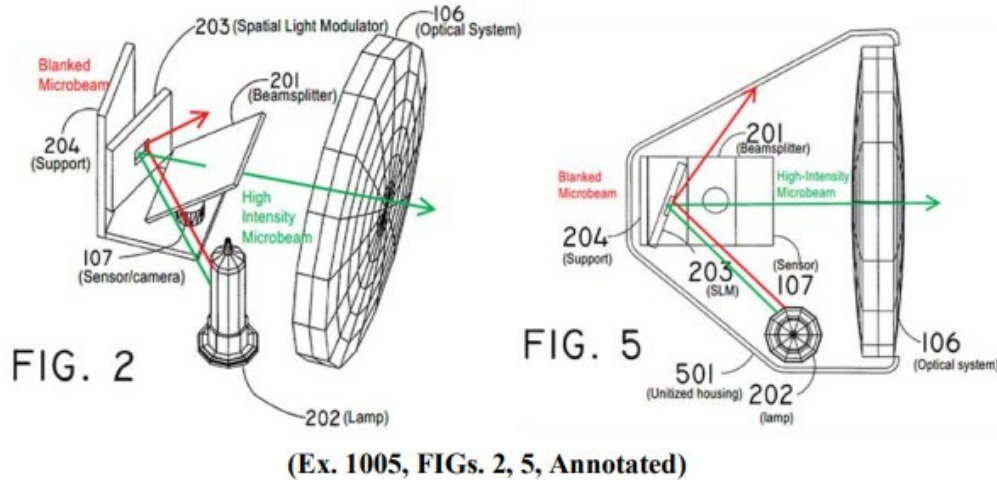 203 (Spatial Light Modulator)
106
(Optical System)
Blanked
Microbeam
201
(Beamsplitter)
204
(Support)
High
Intensity
Microbeam
107
(Sensor/camera)
FIG. 2
202 (Lamp)
201
(Beamsplitter)
Blanked
Microbeam
High-Intensity
Microbeam
204
(Support)
203
(SLM)
(Sensor)
107
106
(Optical system)
FIG. 5
501
(Unitized housing)
202
(lamp)
(Ex. 1005, FIGs. 2, 5, Annotated)